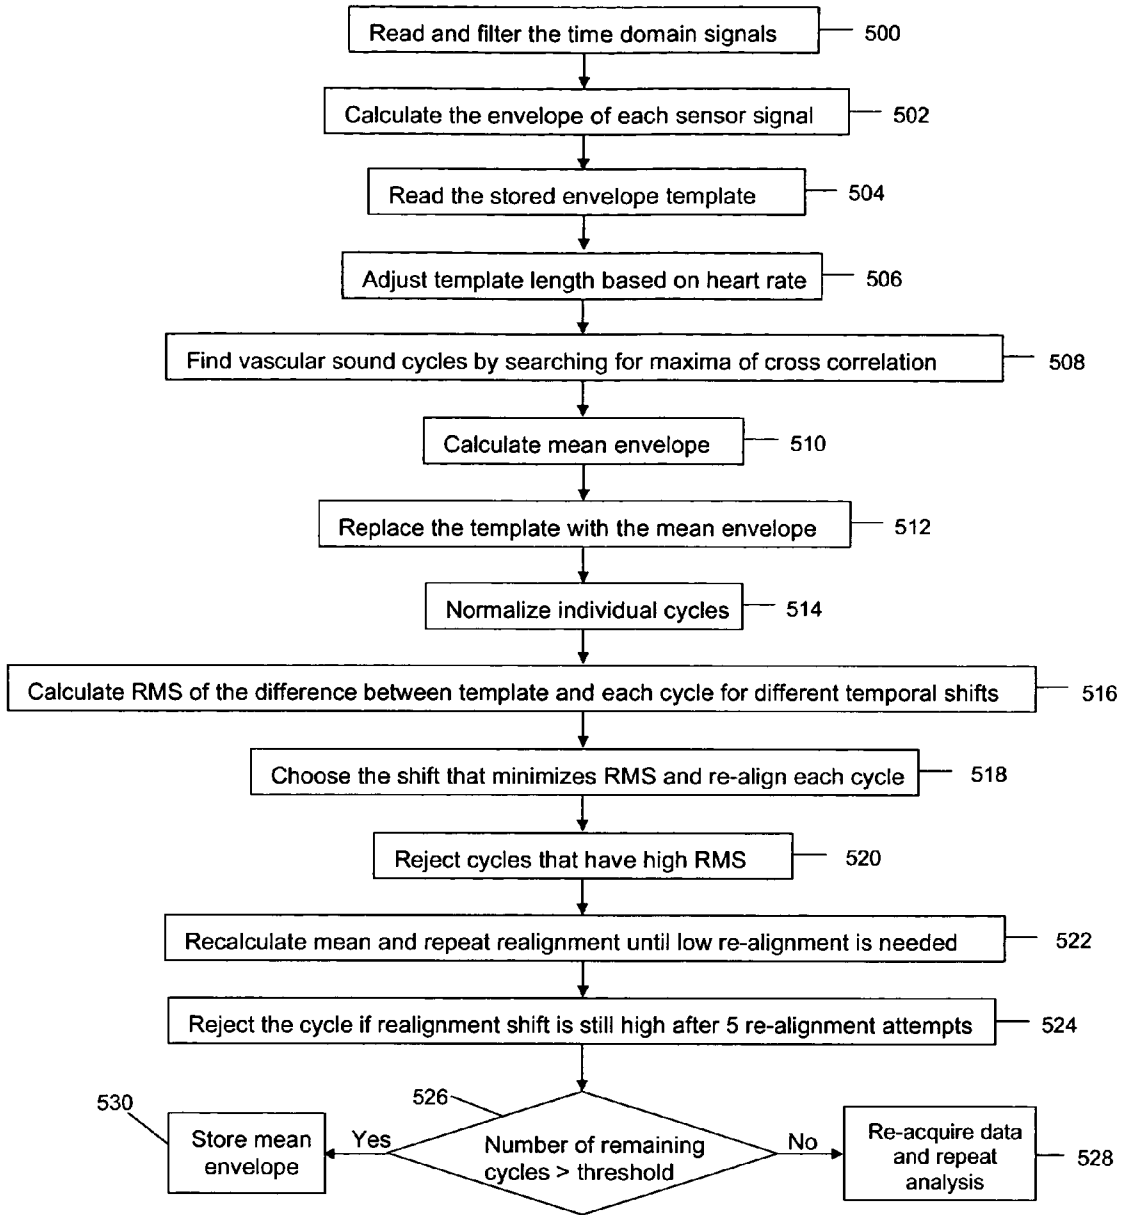 Read and filter the time domain signals
500
Calculate the envelope of each sensor signal
502
Read the stored envelope template
504
Adjust template length based on heart rate
506
Find vascular sound cycles by searching for maxima of cross correlation
508
Calculate mean envelope
510
Replace the template with the mean envelope
512
Normalize individual cycles
514
Calculate RMS of the difference between template and each cycle for different temporal shifts
516
Choose the shift that minimizes RMS and re-align each cycle
518
Reject cycles that have high RMS
520
Recalculate mean and repeat realignment until low re-alignment is needed
522
Reject the cycle if realignment shift is still high after 5 re-alignment attempts
524
530
Store mean
envelope
Yes
526
Number of remaining
cycles > threshold
No
Re-acquire data
and repeat
analysis
528